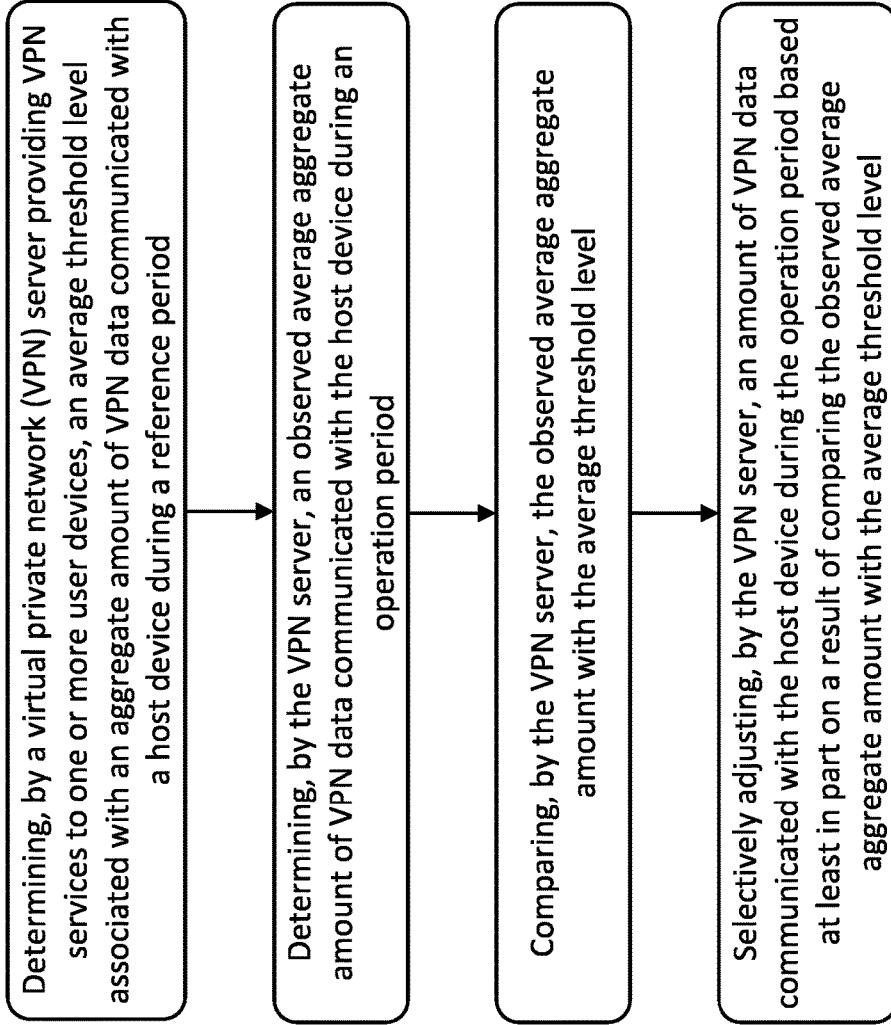 Determining, by a virtual private network (VPN) server providing VPN
services to one or more user devices, an average threshold level
associated with an aggregate amount of VPN data communicated with
a host device during a reference period
Determining, by the VPN server, an observed average aggregate
amount of VPN data communicated with the host device during an
operation period
Comparing, by the VPN server, the observed average aggregate
amount with the average threshold level
Selectively adjusting, by the VPN server, an amount of VPN data
communicated with the host device during the operation period based
at least in part on a result of comparing the observed average
aggregate amount with the average threshold level